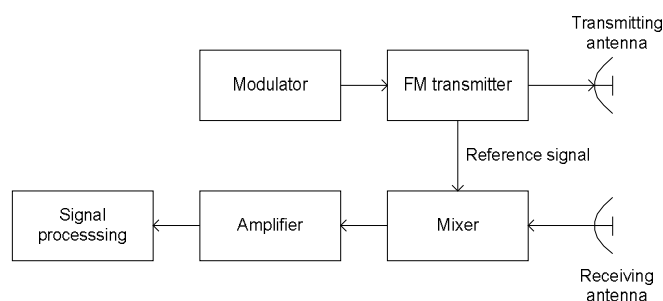 Transmitting
antenna
Modulator
FM transmitter
Reference signal
Signal
processsing
Amplifier
Mixer
Receiving
antenna